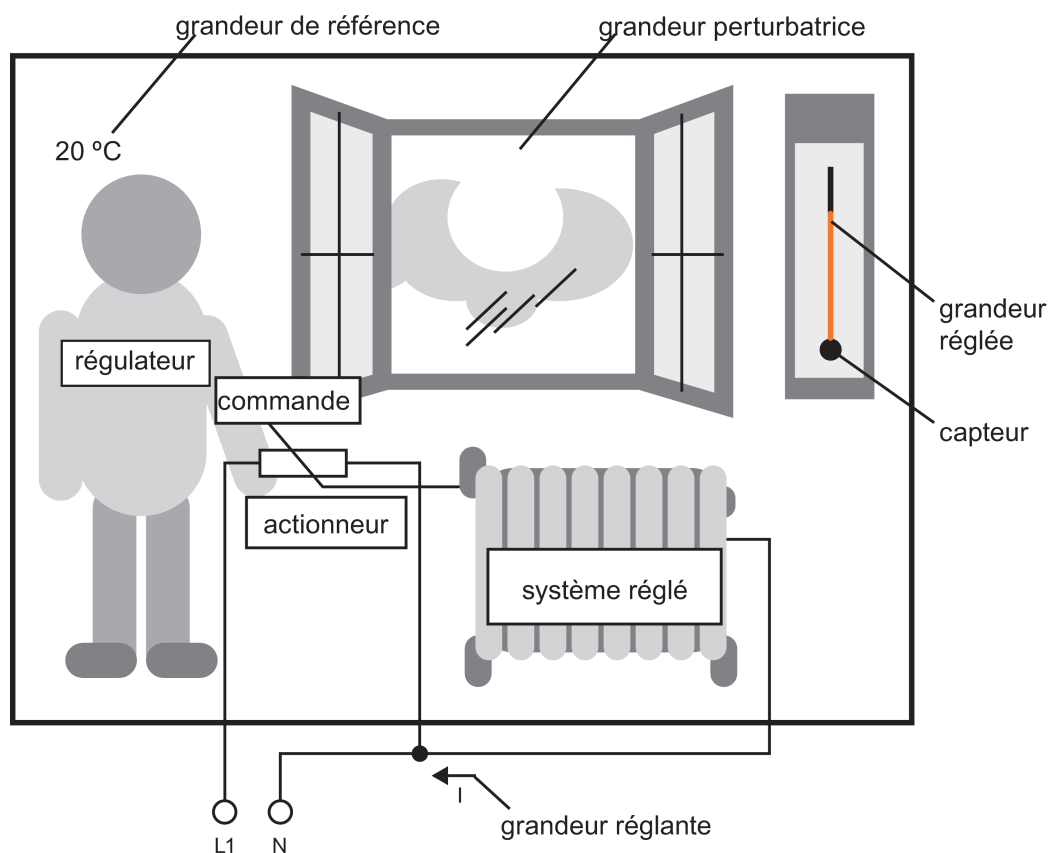 grandeur de référence
grandeur perturbatrice
20 ºC
grandeur
réglée
régulateur
commande
capteur
actionneur
système réglé
I
grandeur réglante
L1
N